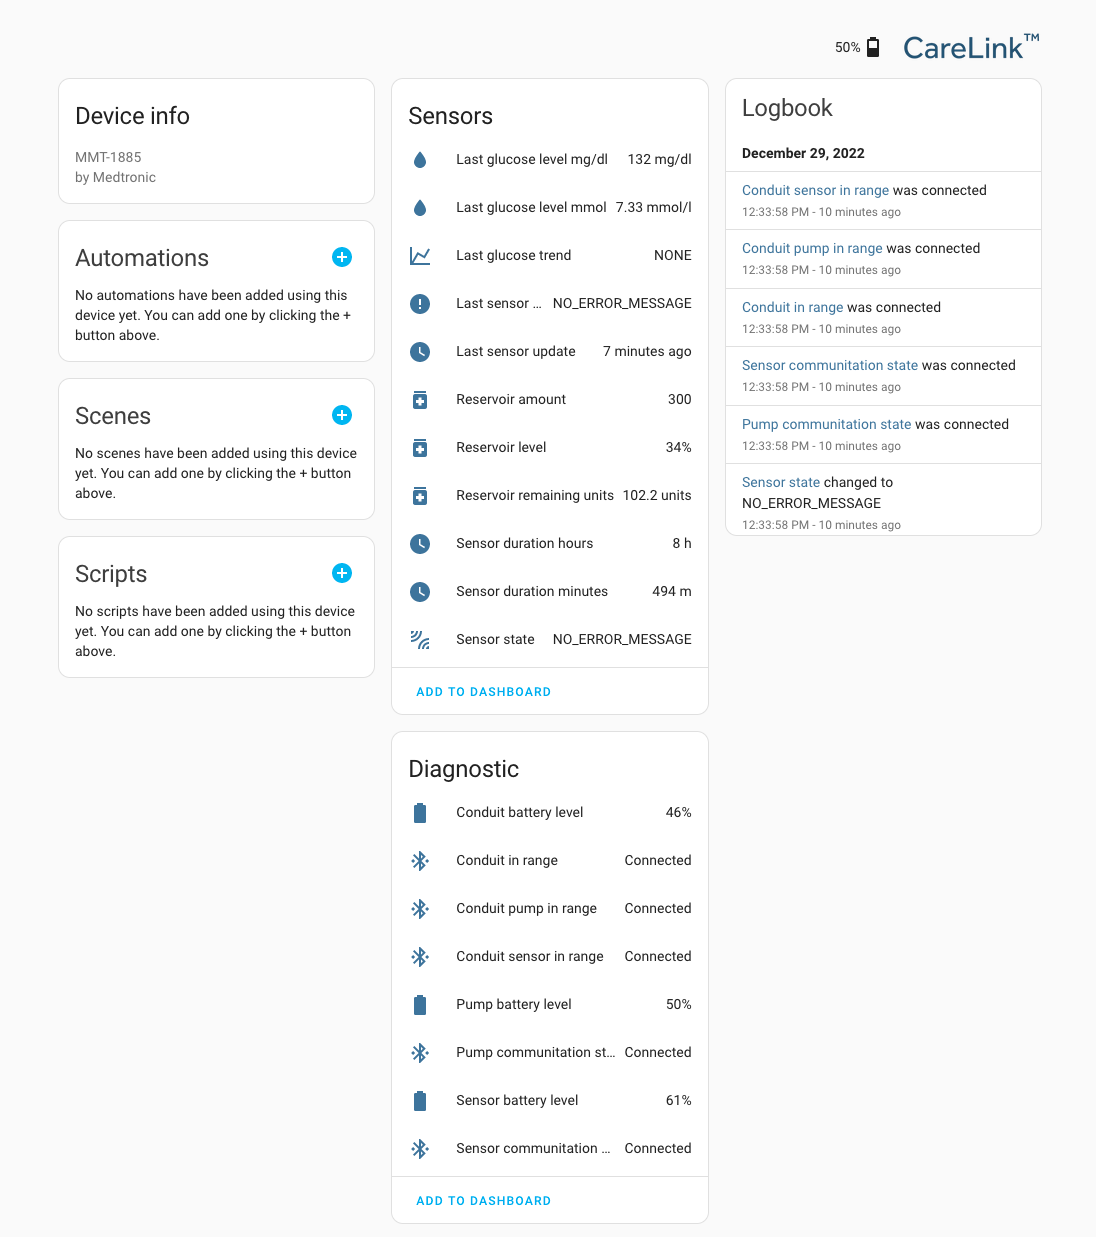 50%
CareLink™
Device info
MMT-1885
by Medtronic
Automations
No automations have been added using this
device yet. You can add one by clicking the +
button above.
Scenes
No scenes have been added using this device
yet. You can add one by clicking the + button
above.
Scripts
No scripts have been added using this device
yet. You can add one by clicking the + button
above.
Sensors
Last glucose level mg/dl 132 mg/dl
Last glucose level mmol 7.33 mmol/l
Last glucose trend NONE
Last sensor ... NO_ERROR_MESSAGE
Last sensor update 7 minutes ago
Reservoir amount 300
Reservoir level 34%
Reservoir remaining units 102.2 units
Sensor duration hours 8 h
Sensor duration minutes 494 m
Sensor state NO_ERROR_MESSAGE
ADD TO DASHBOARD
Diagnostic
Conduit battery level 46%
Conduit in range Connected
Conduit pump in range Connected
Conduit sensor in range Connected
Pump battery level 50%
Pump communitation st... Connected
Sensor battery level 61%
Sensor communitation ... Connected
ADD TO DASHBOARD
Logbook
December 29, 2022
Conduit sensor in range was connected
12:33:58 PM - 10 minutes ago
Conduit pump in range was connected
12:33:58 PM - 10 minutes ago
Conduit in range was connected
12:33:58 PM - 10 minutes ago
Sensor communitation state was connected
12:33:58 PM - 10 minutes ago
Pump communitation state was connected
12:33:58 PM - 10 minutes ago
Sensor state changed to
NO_ERROR_MESSAGE
12:33:58 PM - 10 minutes ago